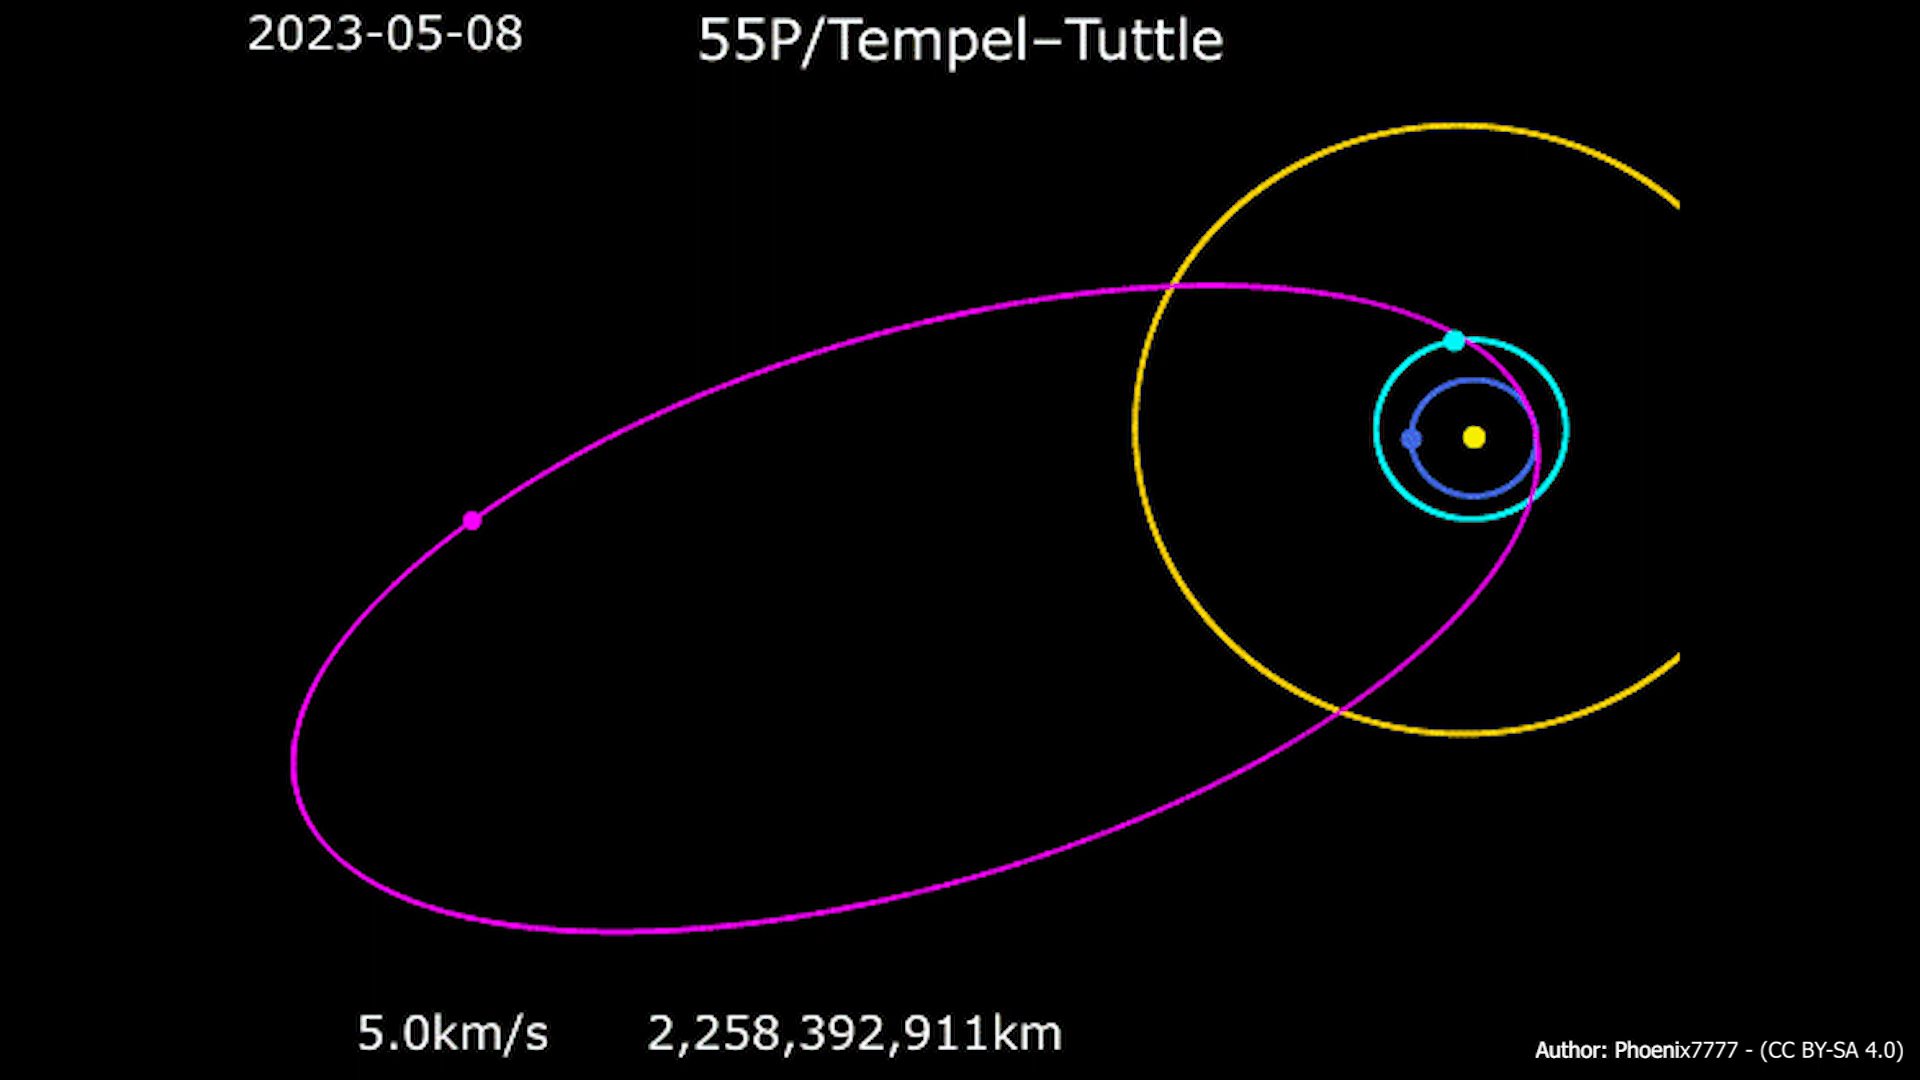 2023-05-08
55P/Tempel–Tuttle
5.0km/s
2,258,392,911km
Author: Phoenix7777 - (CC BY-SA 4.0)